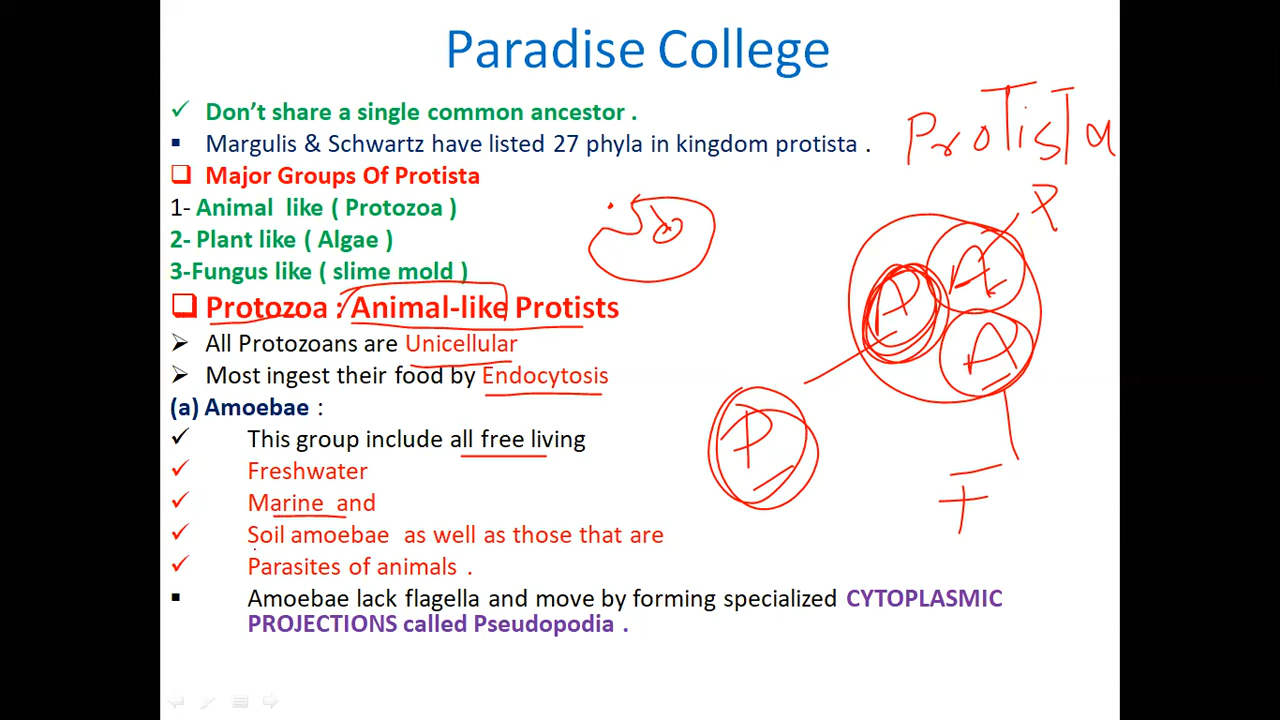 Paradise College
✓ Don't share a single common ancestor .
▪ Margulis & Schwartz have listed 27 phyla in kingdom protista .
❑ Major Groups Of Protista
1- Animal like ( Protozoa )
2- Plant like ( Algae )
3-Fungus like ( slime mold )
❑ Protozoa : Animal-like Protists
➢ All Protozoans are Unicellular
➢ Most ingest their food by Endocytosis
(a) Amoebae :
✓ This group include all free living
✓ Freshwater
✓ Marine and
✓ Soil amoebae as well as those that are
✓ Parasites of animals .
▪ Amoebae lack flagella and move by forming specialized CYTOPLASMIC
PROJECTIONS called Pseudopodia .
ProTisTa
P
A
A
A
P
F